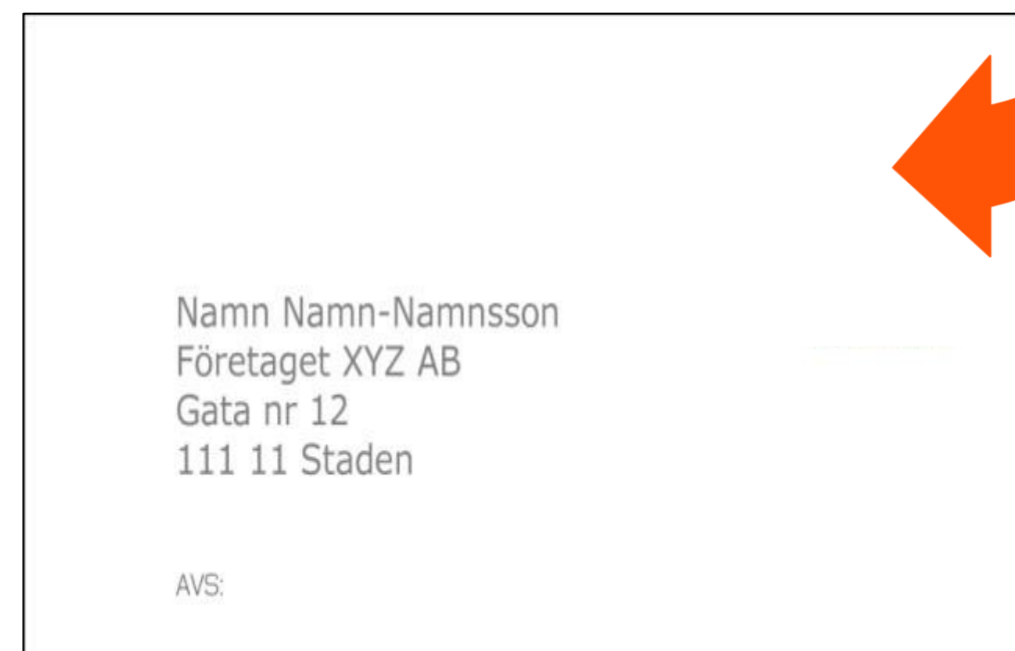 Namn Namn-Namnsson
Företaget XYZ AB
Gata nr 12
111 11 Staden
AVS: